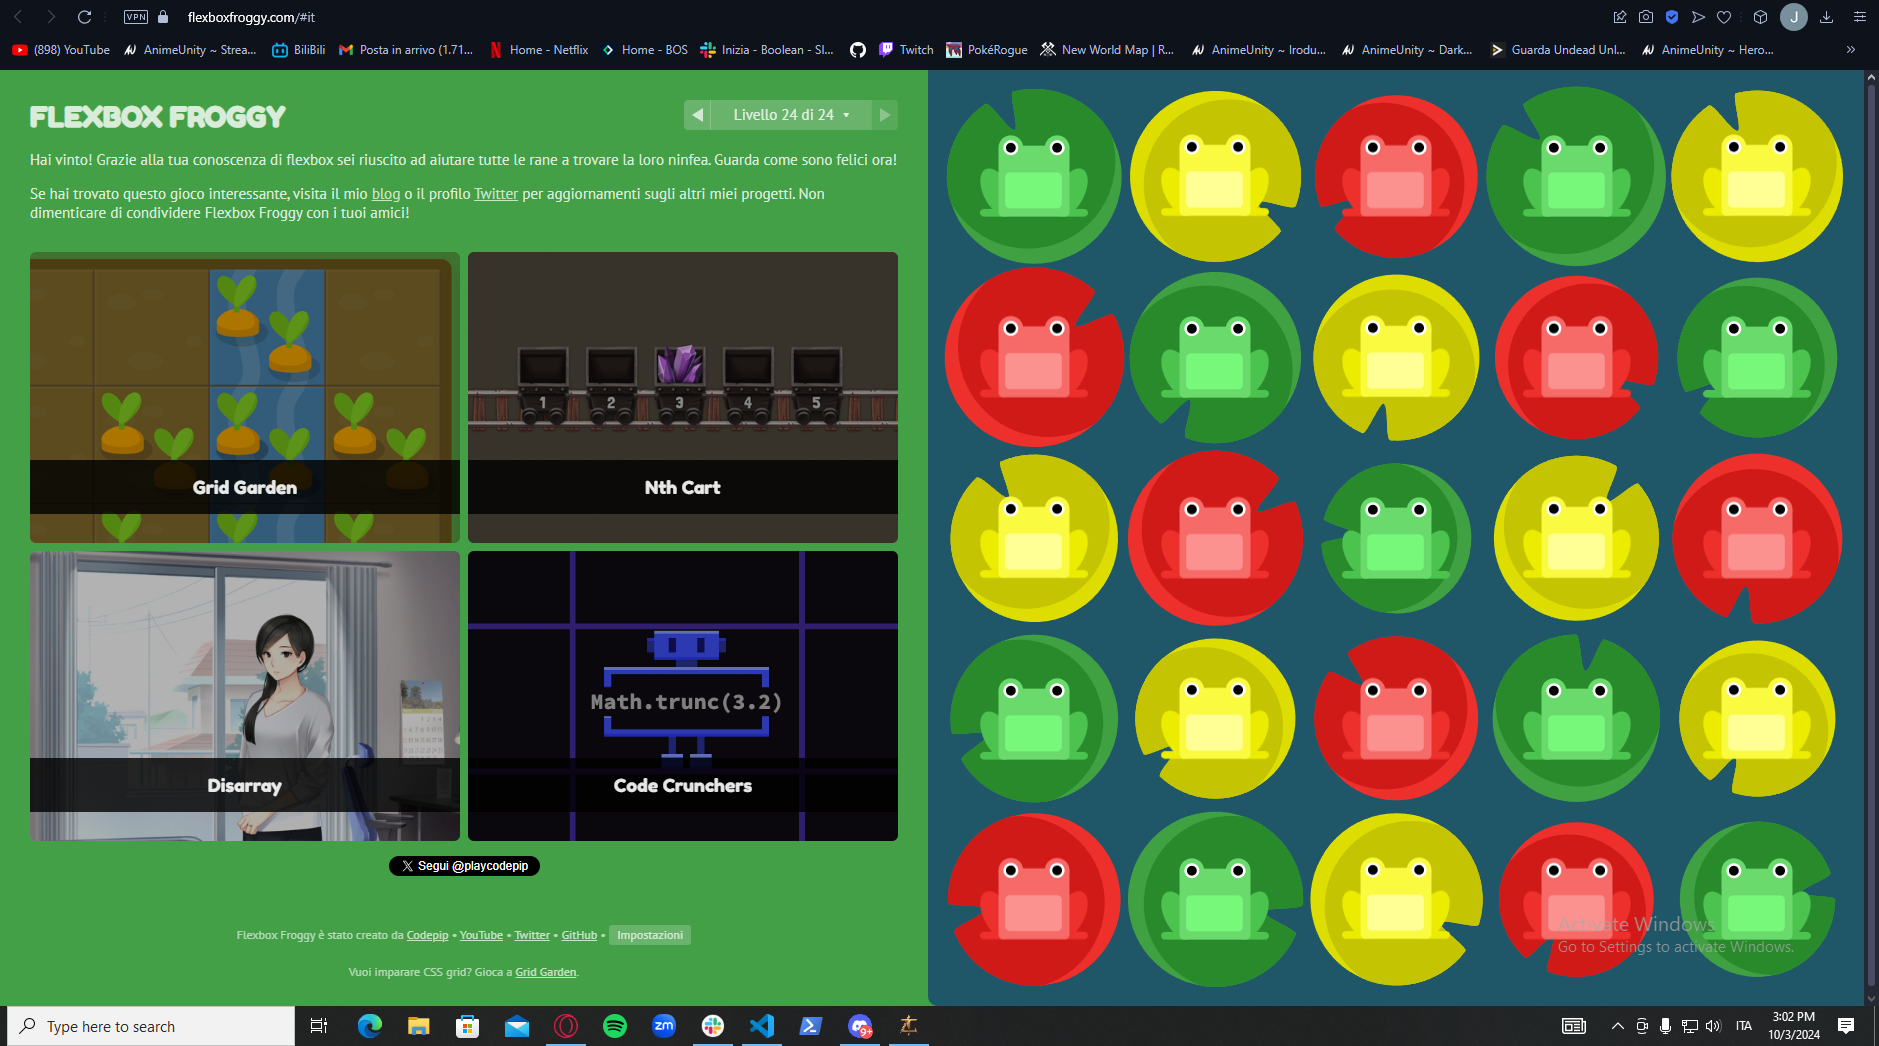 VPN
flexboxfroggy.com/#it
J
(898) YouTube
AnimeUnity ~ Strea...
BiliBili
Posta in arrivo (1.71...
Home - Netflix
Home - BOS
Inizia - Boolean - Sl...
Twitch
PokéRogue
New World Map | R...
AnimeUnity ~ Irodu...
AnimeUnity ~ Dark...
Guarda Undead Unl...
AnimeUnity ~ Hero...
FLEXBOX FROGGY
Livello 24 di 24
Hai vinto! Grazie alla tua conoscenza di flexbox sei riuscito ad aiutare tutte le rane a trovare la loro ninfea. Guarda come sono felici ora!
Se hai trovato questo gioco interessante, visita il mio blog o il profilo Twitter per aggiornamenti sugli altri miei progetti. Non
dimenticare di condividere Flexbox Froggy con i tuoi amici!
1 2 3 4 5
Grid Garden
Nth Cart
Math.trunc(3.2)
Disarray
Code Crunchers
X Segui @playcodepip
Flexbox Froggy è stato creato da Codepip • YouTube • Twitter • GitHub • Impostazioni
Vuoi imparare CSS grid? Gioca a Grid Garden.
Activate Windows
Go to Settings to activate Windows.
Type here to search
zm
9+
ITA
3:02 PM
10/3/2024